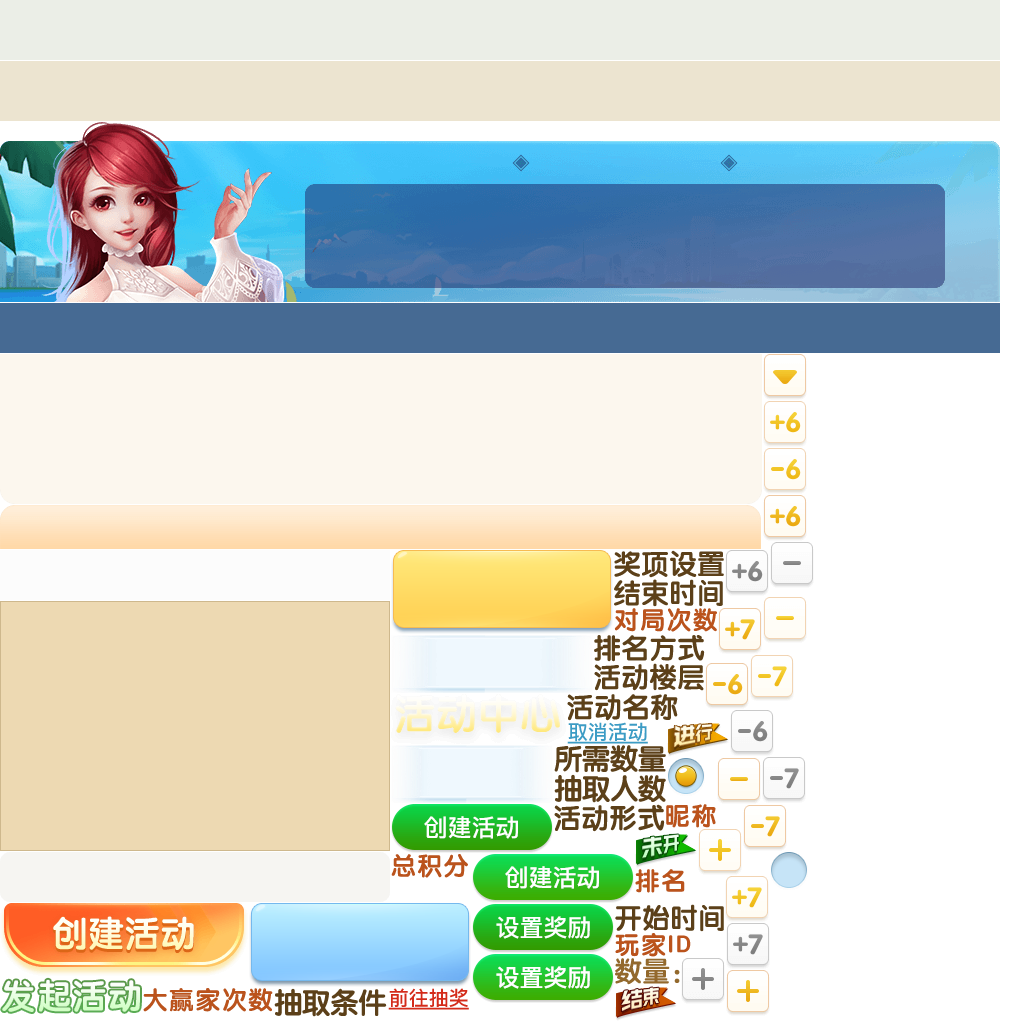 +6
-6
+6
奖项设置
+6
-
结束时间
对局次数
+7
-
排名方式
活动楼层
-6
-7
活动名称
活动中心
取消活动
进行
-6
所需数量
抽取人数
-
-7
活动形式
昵称
创建活动
-7
未开
+
总积分
创建活动
排名
+7
创建活动
设置奖励
开始时间
玩家ID
+7
设置奖励
数量:
+
+
发起活动
大赢家次数
抽取条件
前往抽奖
结束